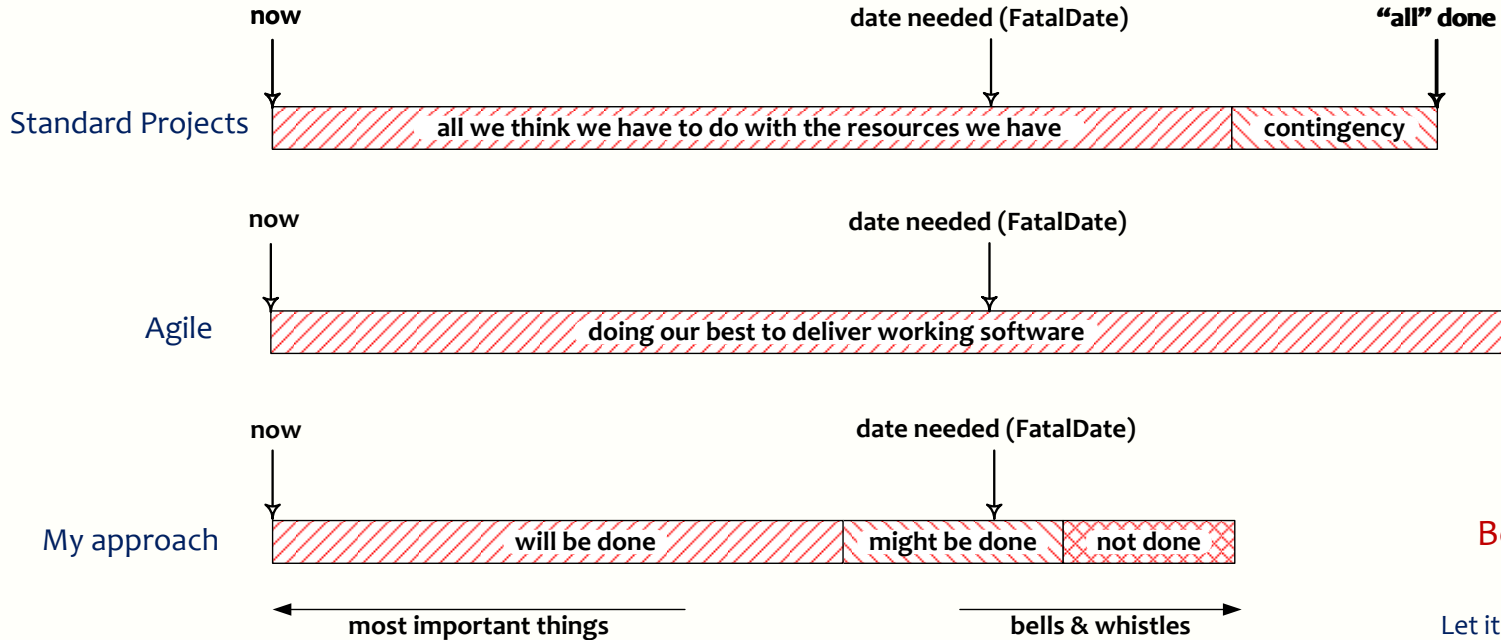 now
date needed (FatalDate)
“all” done
Standard Projects
all we think we have to do with the resources we have
contingency
now
date needed (FatalDate)
Agile
doing our best to deliver working software
now
date needed (FatalDate)
My approach
will be done
might be done
not done
most important things
bells & whistles
Let it